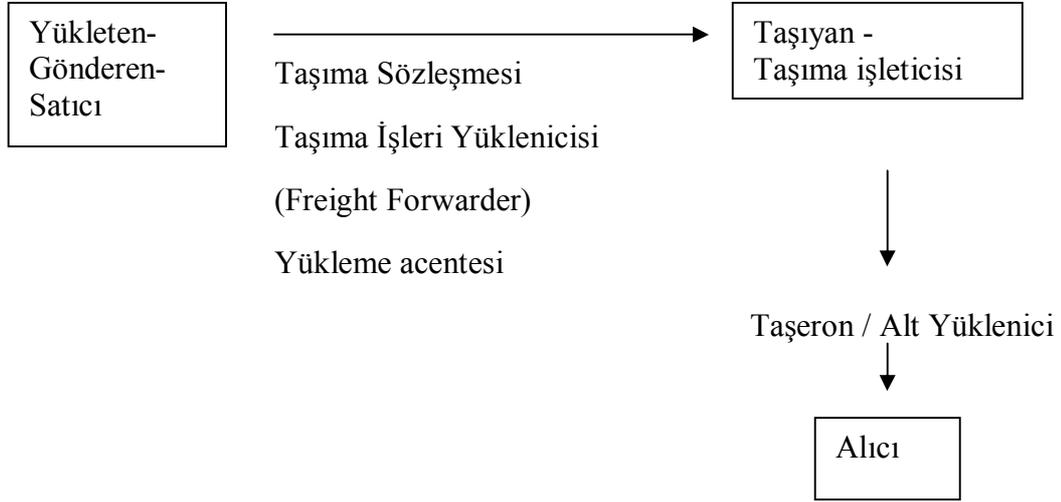 Yükleten-
Gönderen-
Satıcı
Taşıma Sözleşmesi
Taşıma İşleri Yüklenicisi
(Freight Forwarder)
Yükleme acentesi
Taşıyan -
Taşıma işleticisi
Taşeron / Alt Yüklenici
Alıcı